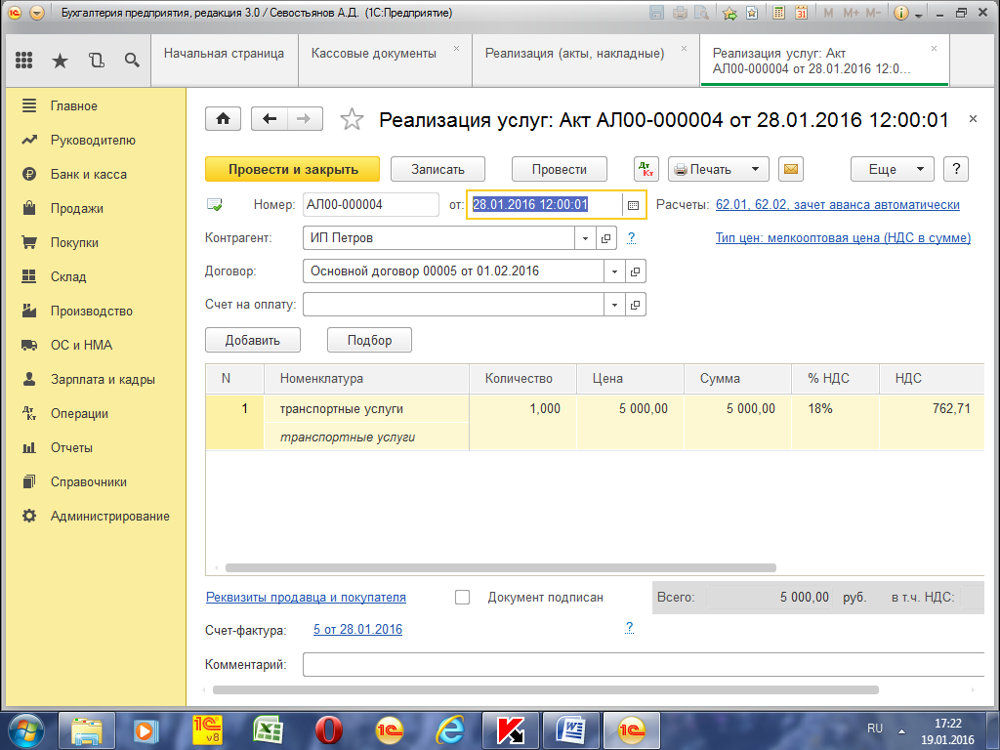 Бухгалтерия предприятия, редакция 3.0 / Севостьянов А.Д. (1С:Предприятие)
M M+ M-
Начальная страница
Кассовые документы
Реализация (акты, накладные)
Реализация услуг: Акт
АЛ00-000004 от 28.01.2016 12:0...
Главное
Руководителю
Банк и касса
Продажи
Покупки
Склад
Производство
ОС и НМА
Зарплата и кадры
Операции
Отчеты
Справочники
Администрирование
Реализация услуг: Акт АЛ00-000004 от 28.01.2016 12:00:01
Провести и закрыть Записать Провести Дт Кт Печать Еще ?
Номер: АЛ00-000004 от: 28.01.2016 12:00:01 Расчеты: 62.01, 62.02, зачет аванса автоматически
Контрагент: ИП Петров ? Тип цен: мелкооптовая цена (НДС в сумме)
Договор: Основной договор 00005 от 01.02.2016
Счет на оплату:
Добавить Подбор
N Номенклатура Количество Цена Сумма % НДС НДС
1 транспортные услуги 1,000 5 000,00 5 000,00 18% 762,71
транспортные услуги
Реквизиты продавца и покупателя Документ подписан Всего: 5 000,00 руб. в т.ч. НДС:
Счет-фактура: 5 от 28.01.2016 ?
Комментарий:
RU 17:22
19.01.2016